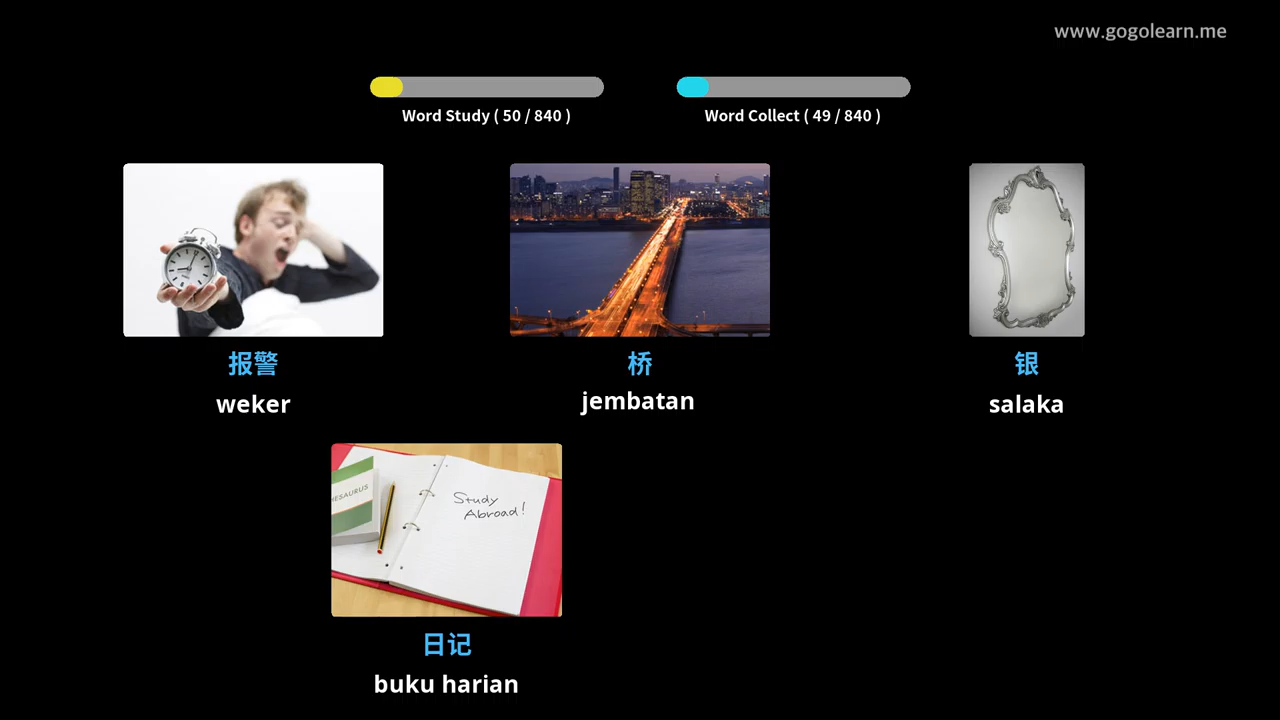 www.gogolearn.me
Word Study ( 50 / 840 )
Word Collect ( 49 / 840 )
报警
weker
桥
jembatan
银
salaka
THESAURUS
Study
Abroad!
日记
buku harian